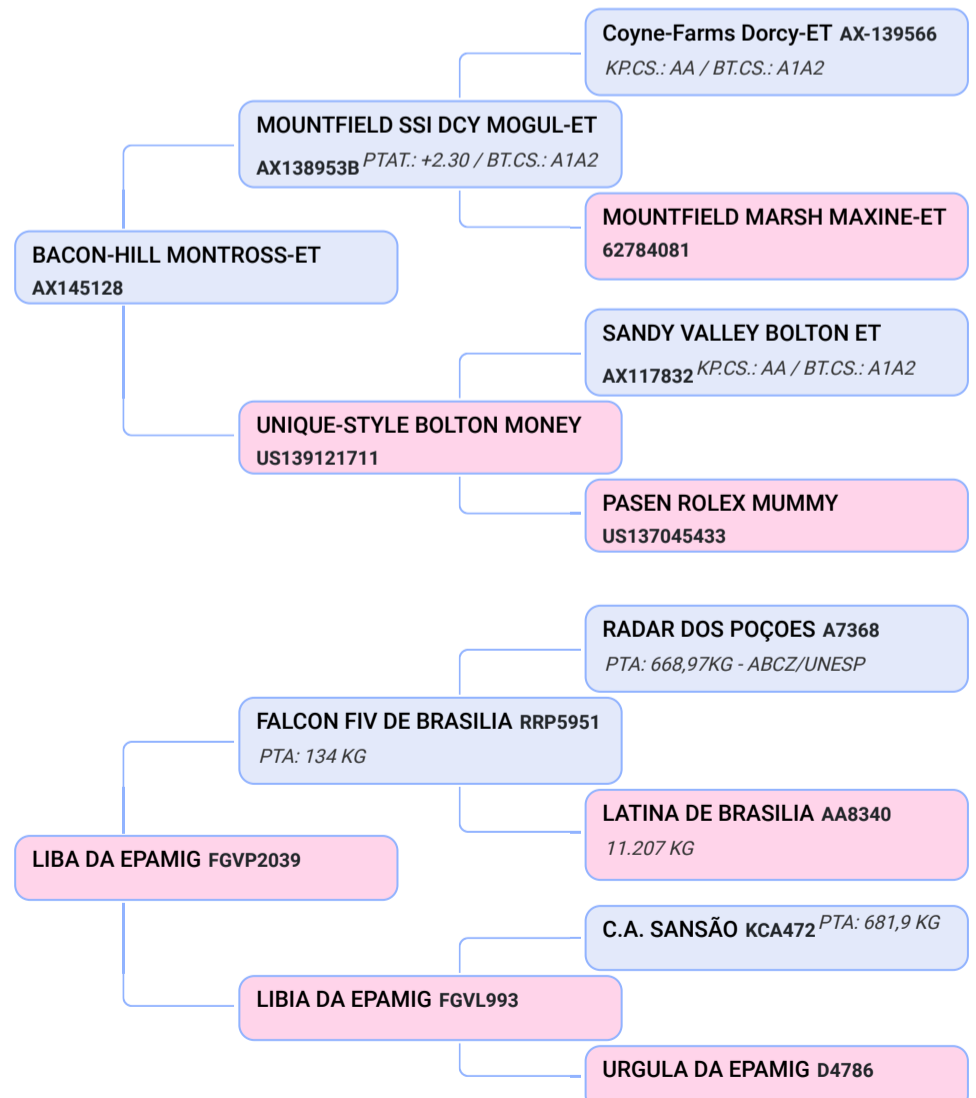 Coyne-Farms Dorcy-ET AX-139566
KP.CS.: AA / BT.CS.: A1A2
MOUNTFIELD SSI DCY MOGUL-ET
AX138953B PTAT.: +2.30 / BT.CS.: A1A2
MOUNTFIELD MARSH MAXINE-ET
62784081
BACON-HILL MONTROSS-ET
AX145128
SANDY VALLEY BOLTON ET
AX117832 KP.CS.: AA / BT.CS.: A1A2
UNIQUE-STYLE BOLTON MONEY
US139121711
PASEN ROLEX MUMMY
US137045433
RADAR DOS POÇOES A7368
PTA: 668,97KG - ABCZ/UNESP
FALCON FIV DE BRASILIA RRP5951
PTA: 134 KG
LATINA DE BRASILIA AA8340
11.207 KG
LIBA DA EPAMIG FGVP2039
C.A. SANSÃO KCA472 PTA: 681,9 KG
LIBIA DA EPAMIG FGVL993
URGULA DA EPAMIG D4786